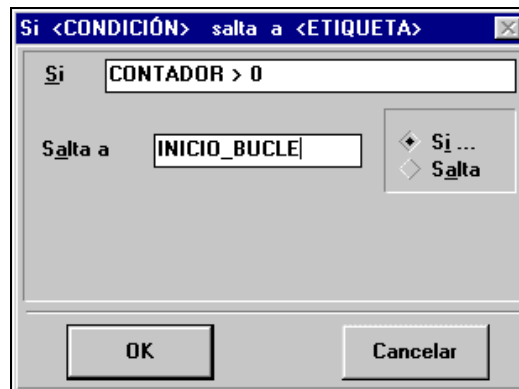 Si <CONDICIÓN> salta a <ETIQUETA>
Si CONTADOR > 0
Salta a INICIO_BUCLE
Si ...
Salta
OK Cancelar